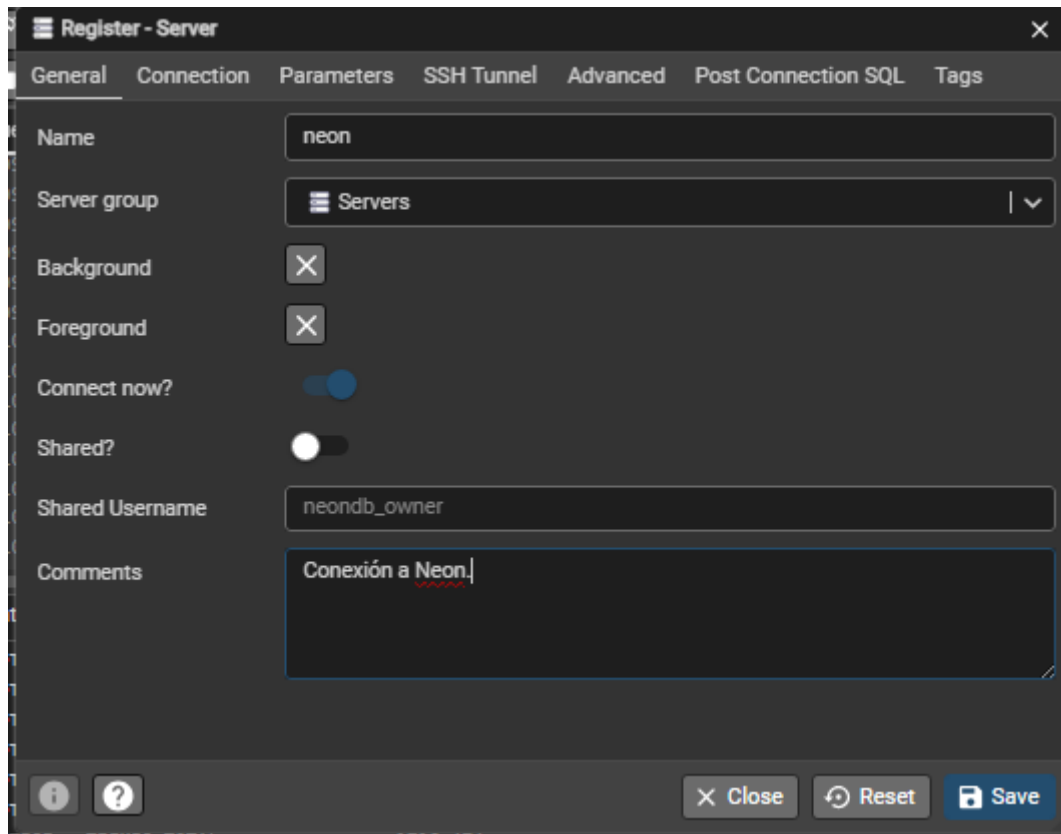 Register - Server
General Connection Parameters SSH Tunnel Advanced Post Connection SQL Tags
Name neon
Server group Servers
Background
Foreground
Connect now?
Shared?
Shared Username neondb_owner
Comments Conexión a Neon.
Close Reset Save